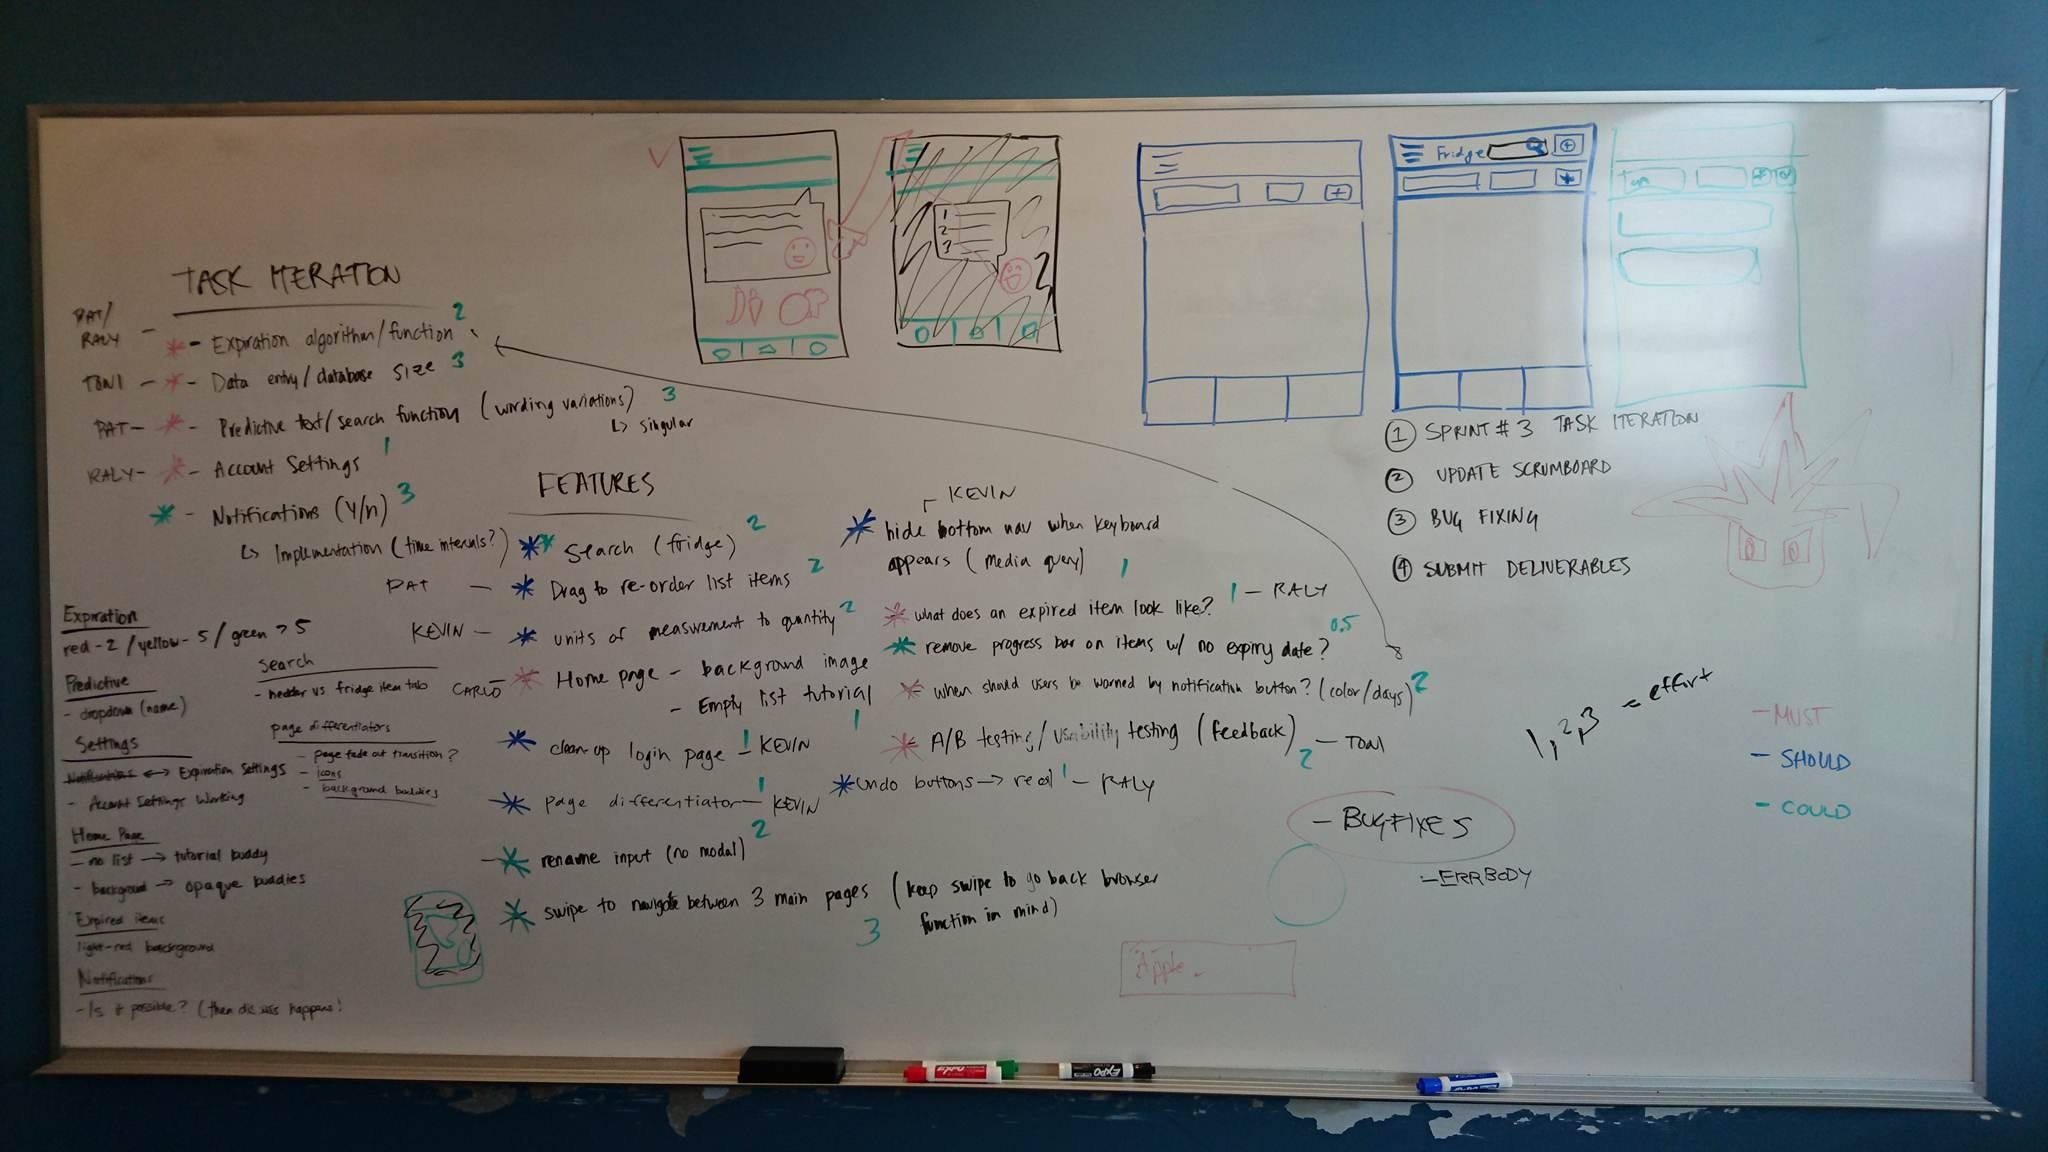 TASK ITERATION
PAT/
RALY - * - Expiration algorithm/function 2
TONI - * - Data entry/database size 3
PAT - * - Predictive text/search function (wording variations) 3
↳ singular
RALY - * - Account Settings 1
* - Notifications (Y/n) 3
↳ Implementation (time intervals?)
FEATURES
** Search (fridge) 2
PAT - * Drag to re-order list items 2
KEVIN - * units of measurement to quantity 2
CARLO * Home page - background image
- Empty list tutorial 1
* clean-up login page 1 - KEVIN
* page differentiator 1 - KEVIN
- * rename input (no modal) 2
* swipe to navigate between 3 main pages (keep swipe to go back browser
function in mind) 3
KEVIN
* hide bottom nav when keyboard
appears (media query) 1
* what does an expired item look like? 1 - RALY
* remove progress bar on items w/ no expiry date? 0.5
* when should users be warned by notification button? (color/days) 2
* A/B testing/usability testing (feedback) 2 - TONI
* undo buttons → 1 - RALY
Expiration
red - 2 / yellow - 5 / green > 5
Predictive
- dropdown (name)
Settings
Notifications ↔ Expiration Settings
- Account Settings Working
Home Page
- no list → tutorial buddy
- background → opaque buddies
Expired items
light-red background
Notifications
- Is it possible? (then discuss happens)
Search
- header vs fridge item tab
page differentiators
- page fade out transition?
- icons
- background buddies
1
2
3
2
Fridge
① SPRINT #3 TASK ITERATION
② UPDATE SCRUMBOARD
③ BUG FIXING
④ SUBMIT DELIVERABLES
1, 2, 3 = effort
- MUST
- SHOULD
- COULD
- BUGFIXES
- ERRBODY
Apple
EXPO